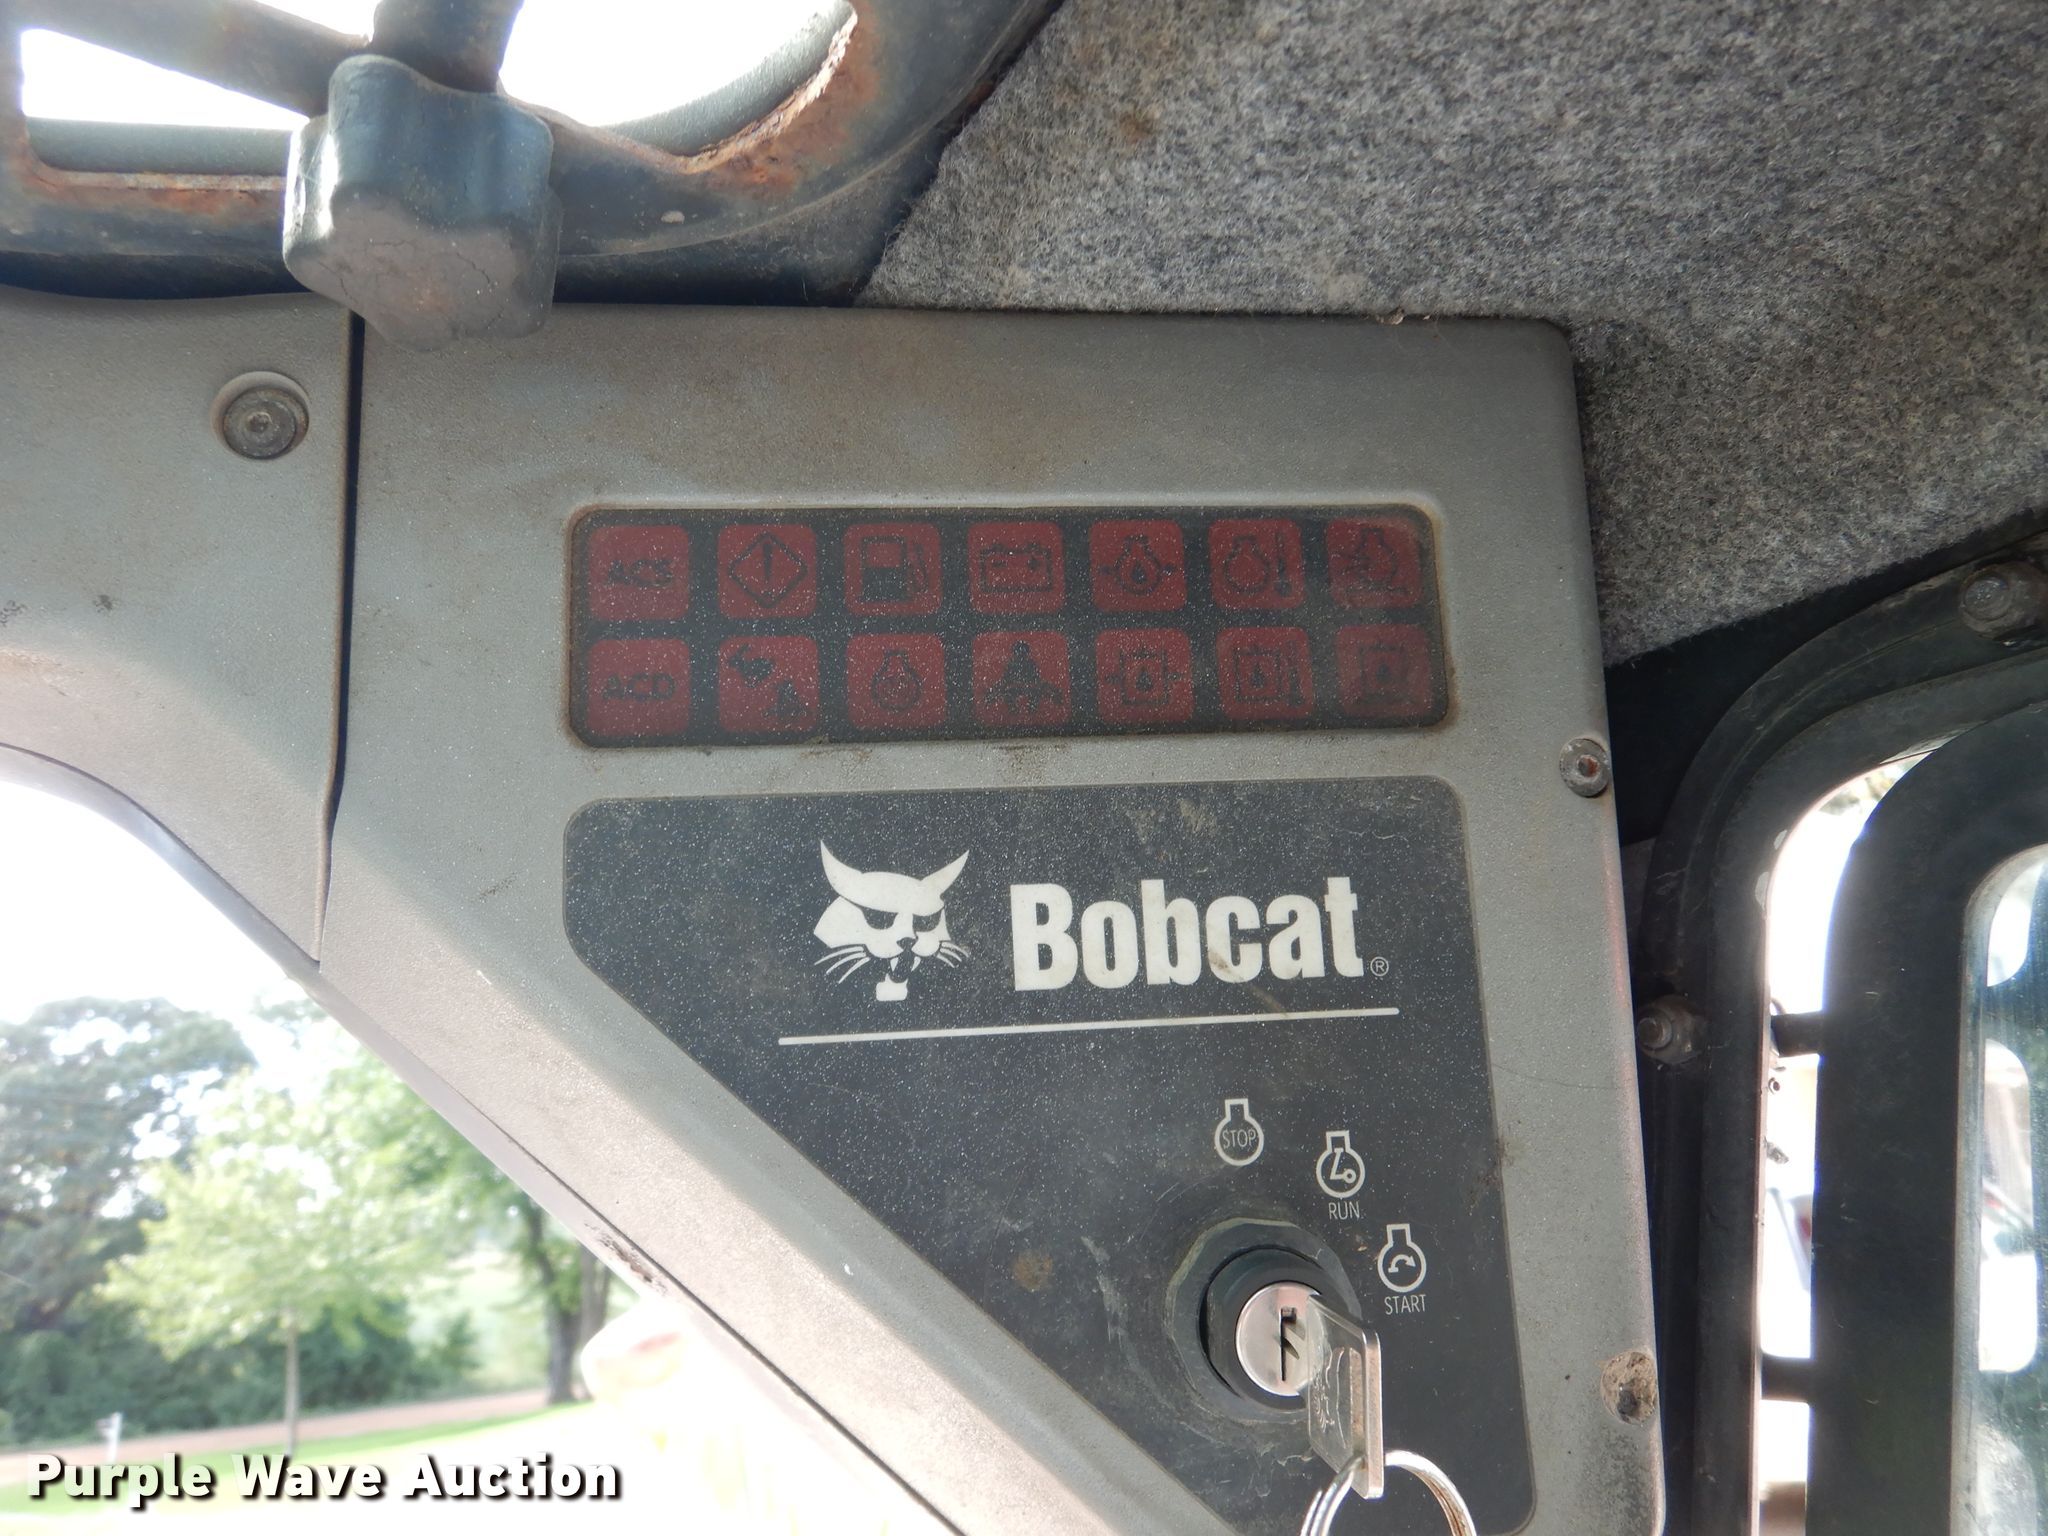 ACS
ACD
Bobcat®
STOP
RUN
START
Purple Wave Auction